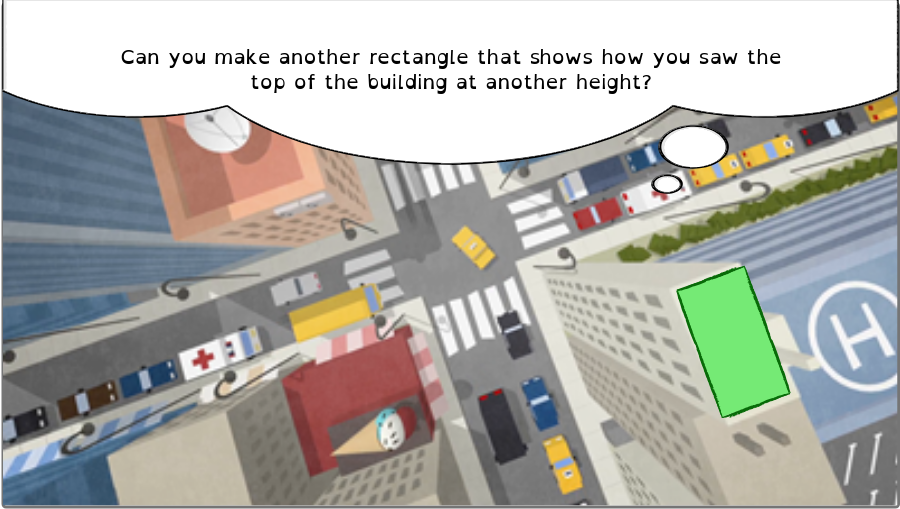 Can you make another rectangle that shows how you saw the
top of the building at another height?
H